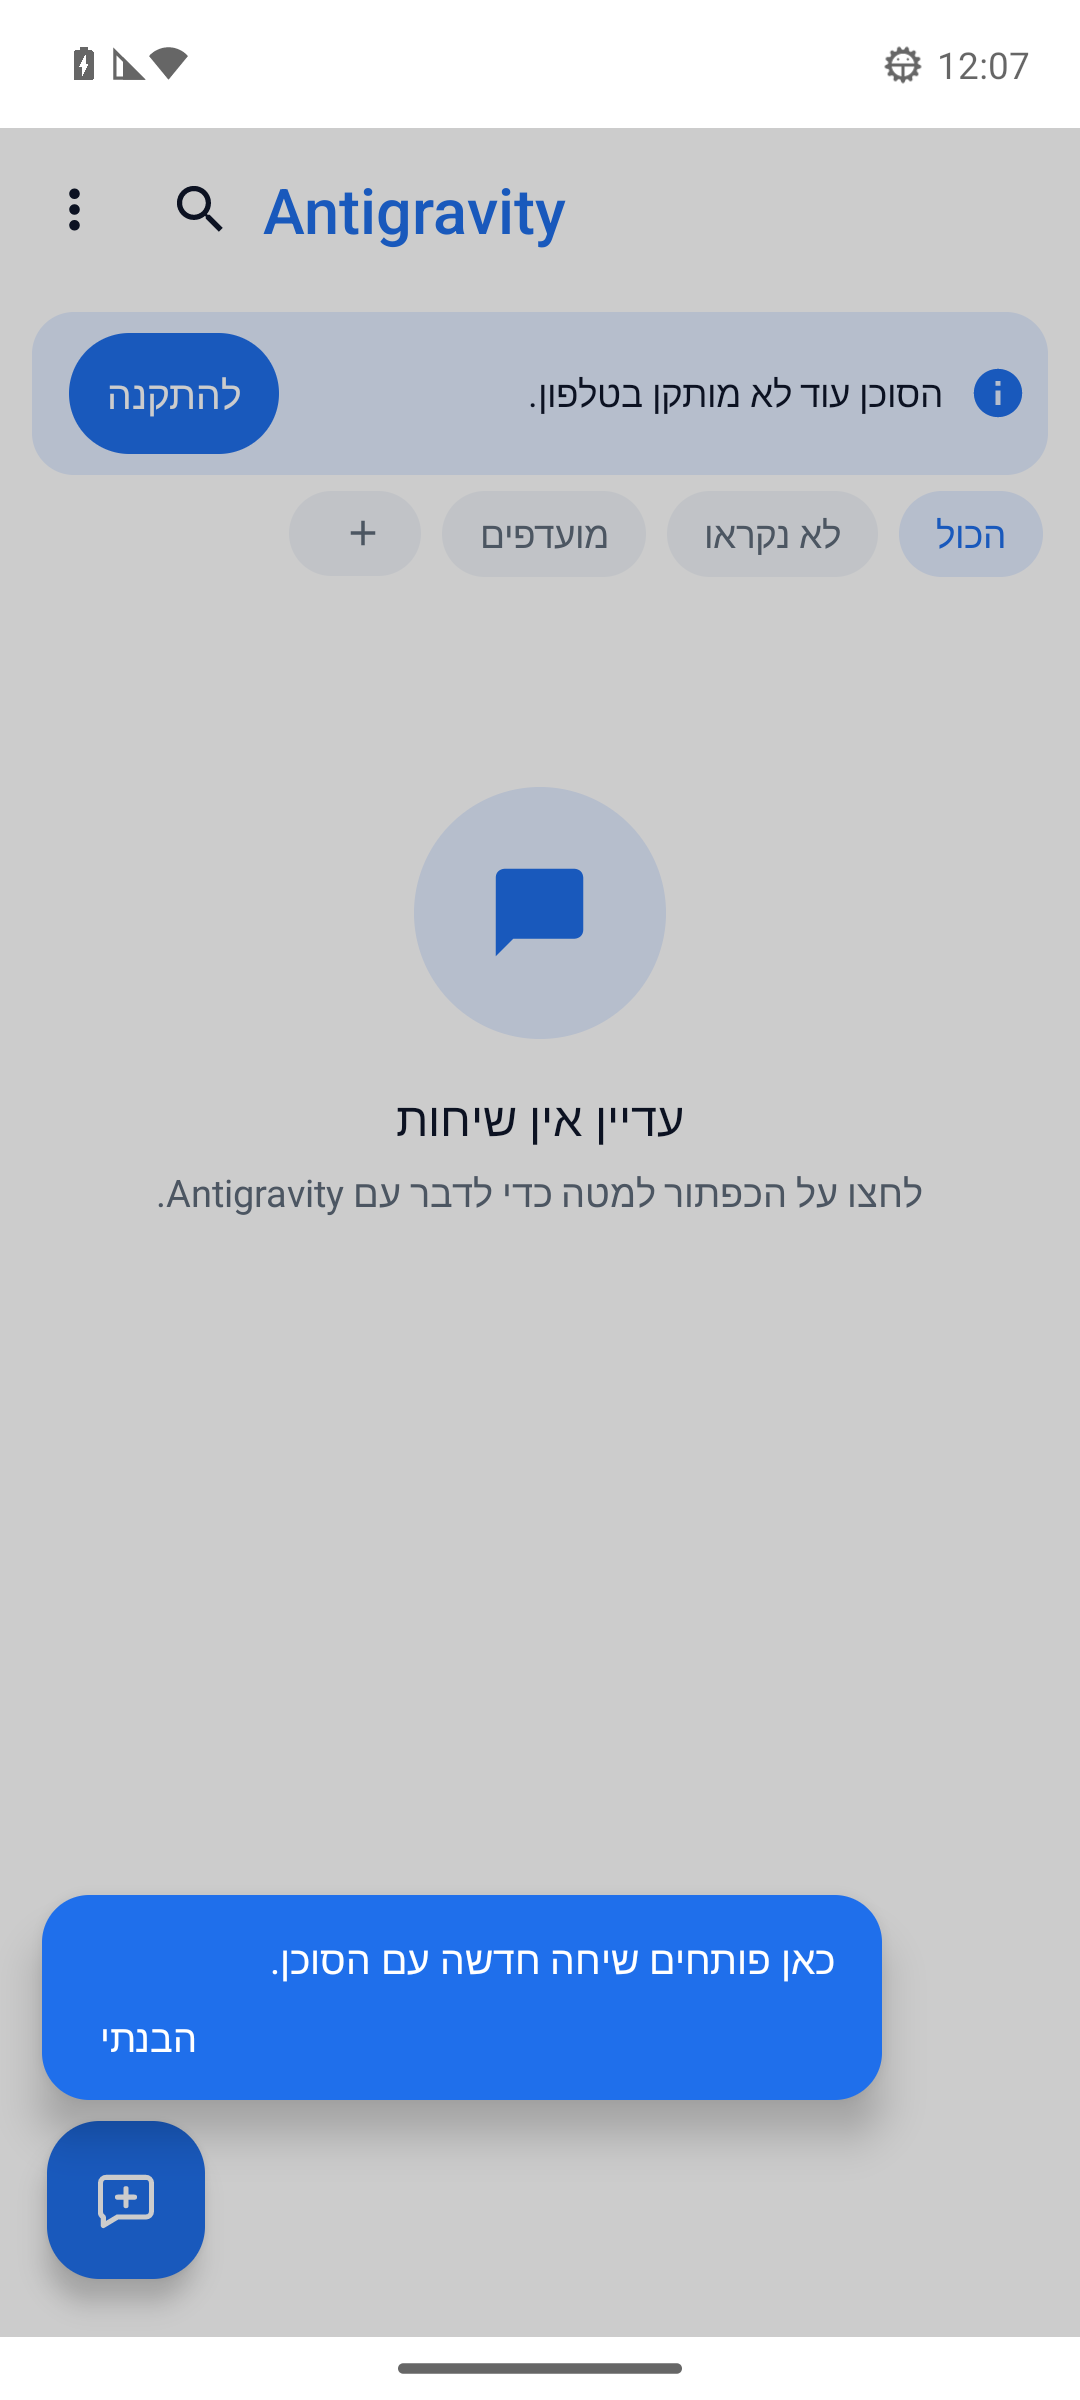 12:07
Antigravity
הסוכן עוד לא מותקן בטלפון.
להתקנה
הכול
לא נקראו
מועדפים
+
עדיין אין שיחות
לחצו על הכפתור למטה כדי לדבר עם Antigravity.
כאן פותחים שיחה חדשה עם הסוכן.
הבנתי